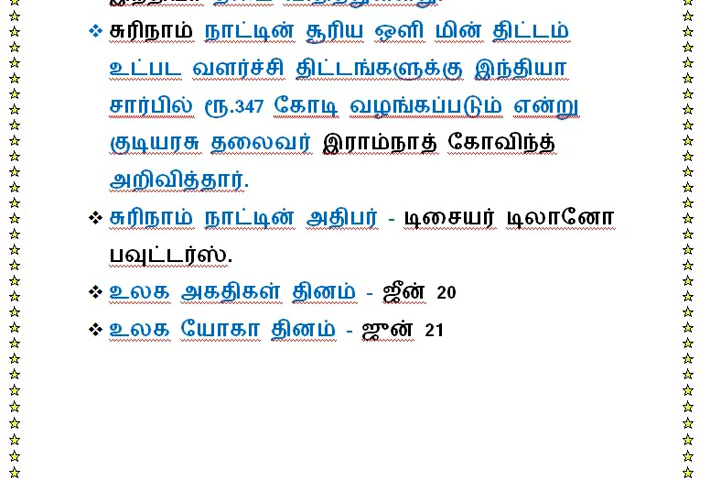 ❖ சுரிநாம் நாட்டின் சூரிய ஒளி மின் திட்டம்
உட்பட வளர்ச்சி திட்டங்களுக்கு இந்தியா
சார்பில் ரூ.347 கோடி வழங்கப்படும் என்று
குடியரசு தலைவர் இராம்நாத் கோவிந்த்
அறிவித்தார்.
❖ சுரிநாம் நாட்டின் அதிபர் - டிசையர் டிலானோ
பவுட்டர்ஸ்.
❖ உலக அகதிகள் தினம் - ஜீன் 20
❖ உலக யோகா தினம் - ஜுன் 21